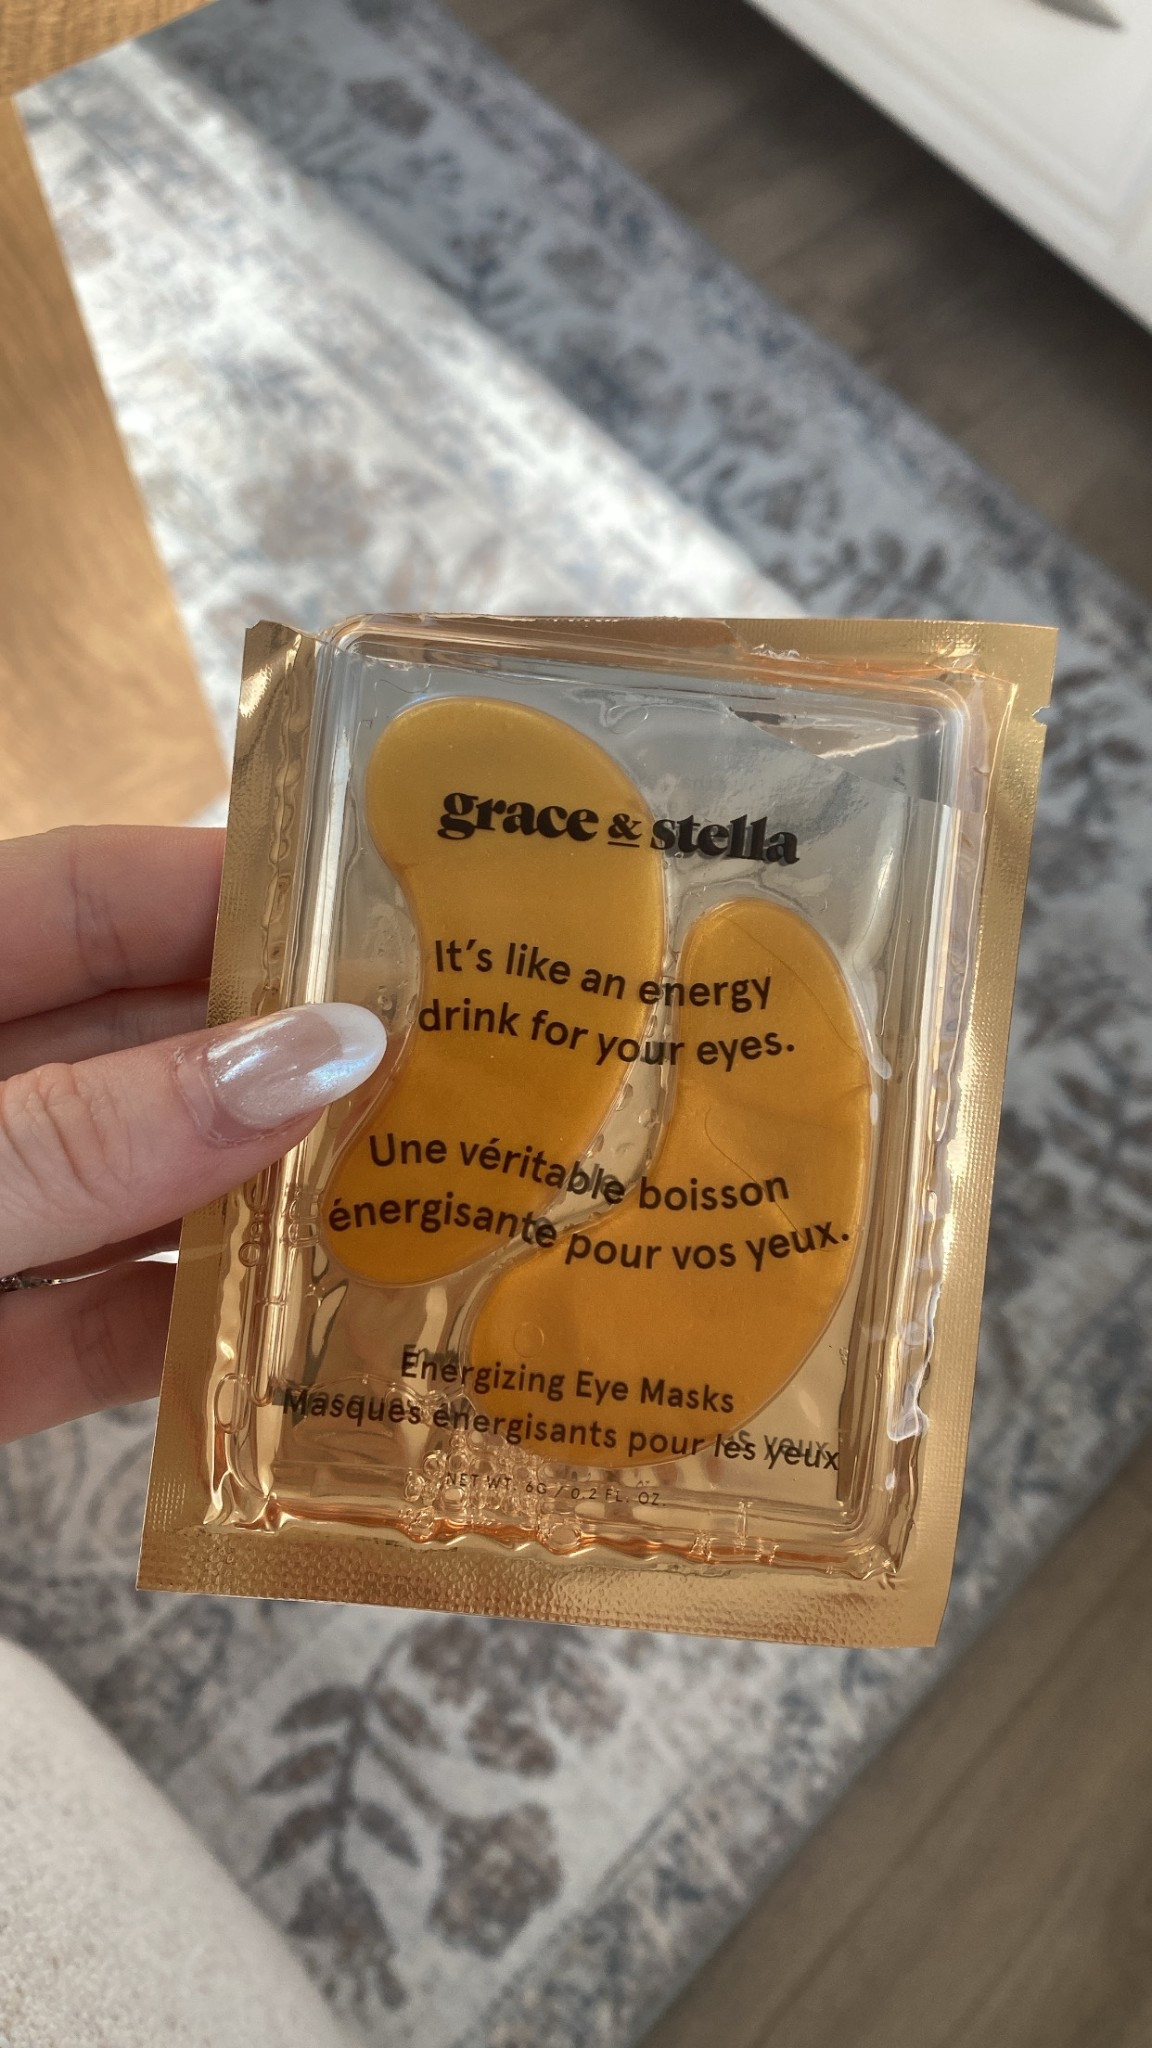 grace & stella
It's like an energy
drink for your eyes.
Une véritable boisson
énergisante pour vos yeux.
Energizing Eye Masks
Masques énergisants pour les yeux
NET WT. 6G / 0.2 FL. OZ.